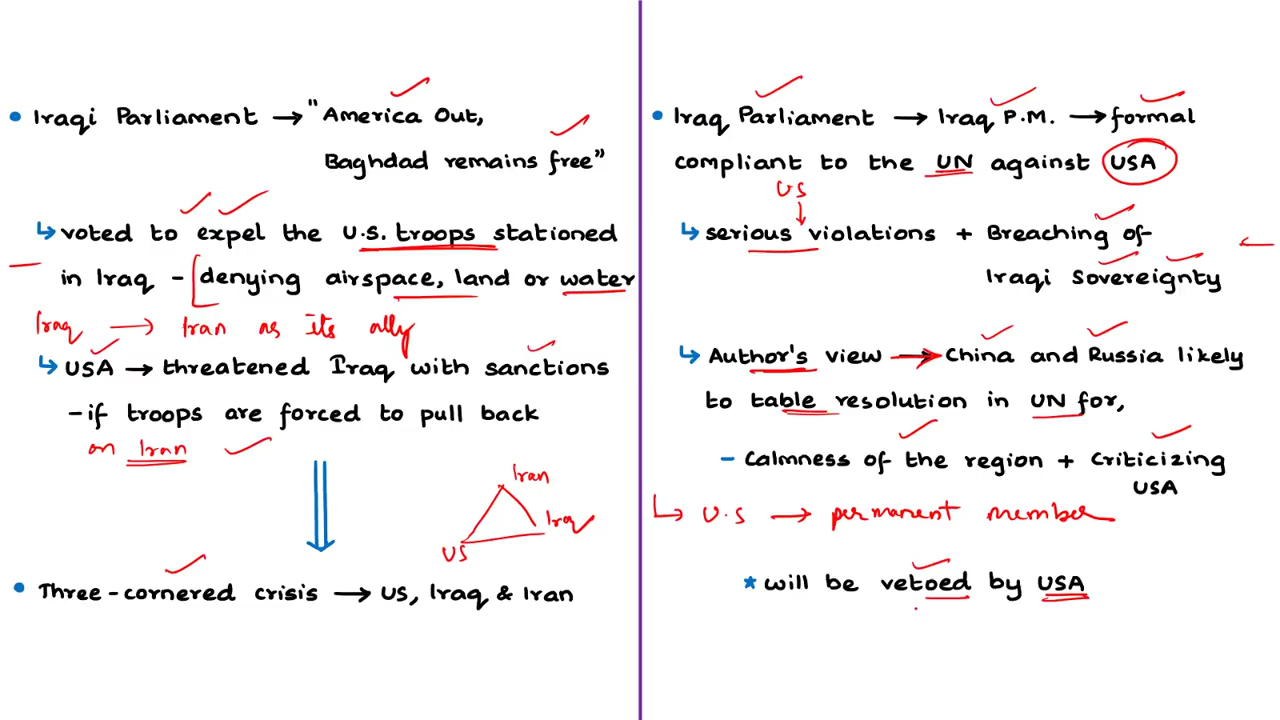 • Iraqi Parliament → "America Out,
Baghdad remains free"
↳ voted to expel the U.S. troops stationed
in Iraq - [denying airspace, land or water
Iraq → Iran as its ally
↳ USA → threatened Iraq with sanctions
- if troops are forced to pull back
on Iran
Iran
Iraq
US
• Three-cornered crisis → US, Iraq & Iran
• Iraq Parliament → Iraq P.M. → formal
compliant to the UN against USA
US
↳ serious violations + Breaching of
Iraqi Sovereignty
↳ Author's view → China and Russia likely
to table resolution in UN for,
- Calmness of the region + Criticizing
USA
↳ U.S → permanent member
* will be vetoed by USA